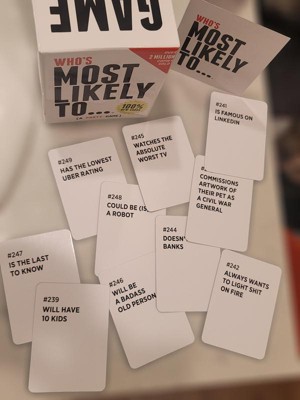 GAME
WHO'S
MOST
LIKELY
TO...
100%
WHO'S
MOST
LIKELY
TO...
#241
IS FAMOUS ON
LINKEDIN
#245
WATCHES THE
ABSOLUTE
WORST TV
#249
HAS THE LOWEST
UBER RATING
COMMISSIONS
ARTWORK OF
THEIR PET AS
A CIVIL WAR
GENERAL
#248
COULD BE (IS
A ROBOT
#244
DOESN'
BANKS
#247
IS THE LAST
TO KNOW
#242
ALWAYS WANTS
TO LIGHT SHIT
ON FIRE
#246
WILL BE
A BADASS
OLD PERSON
#239
WILL HAVE
10 KIDS